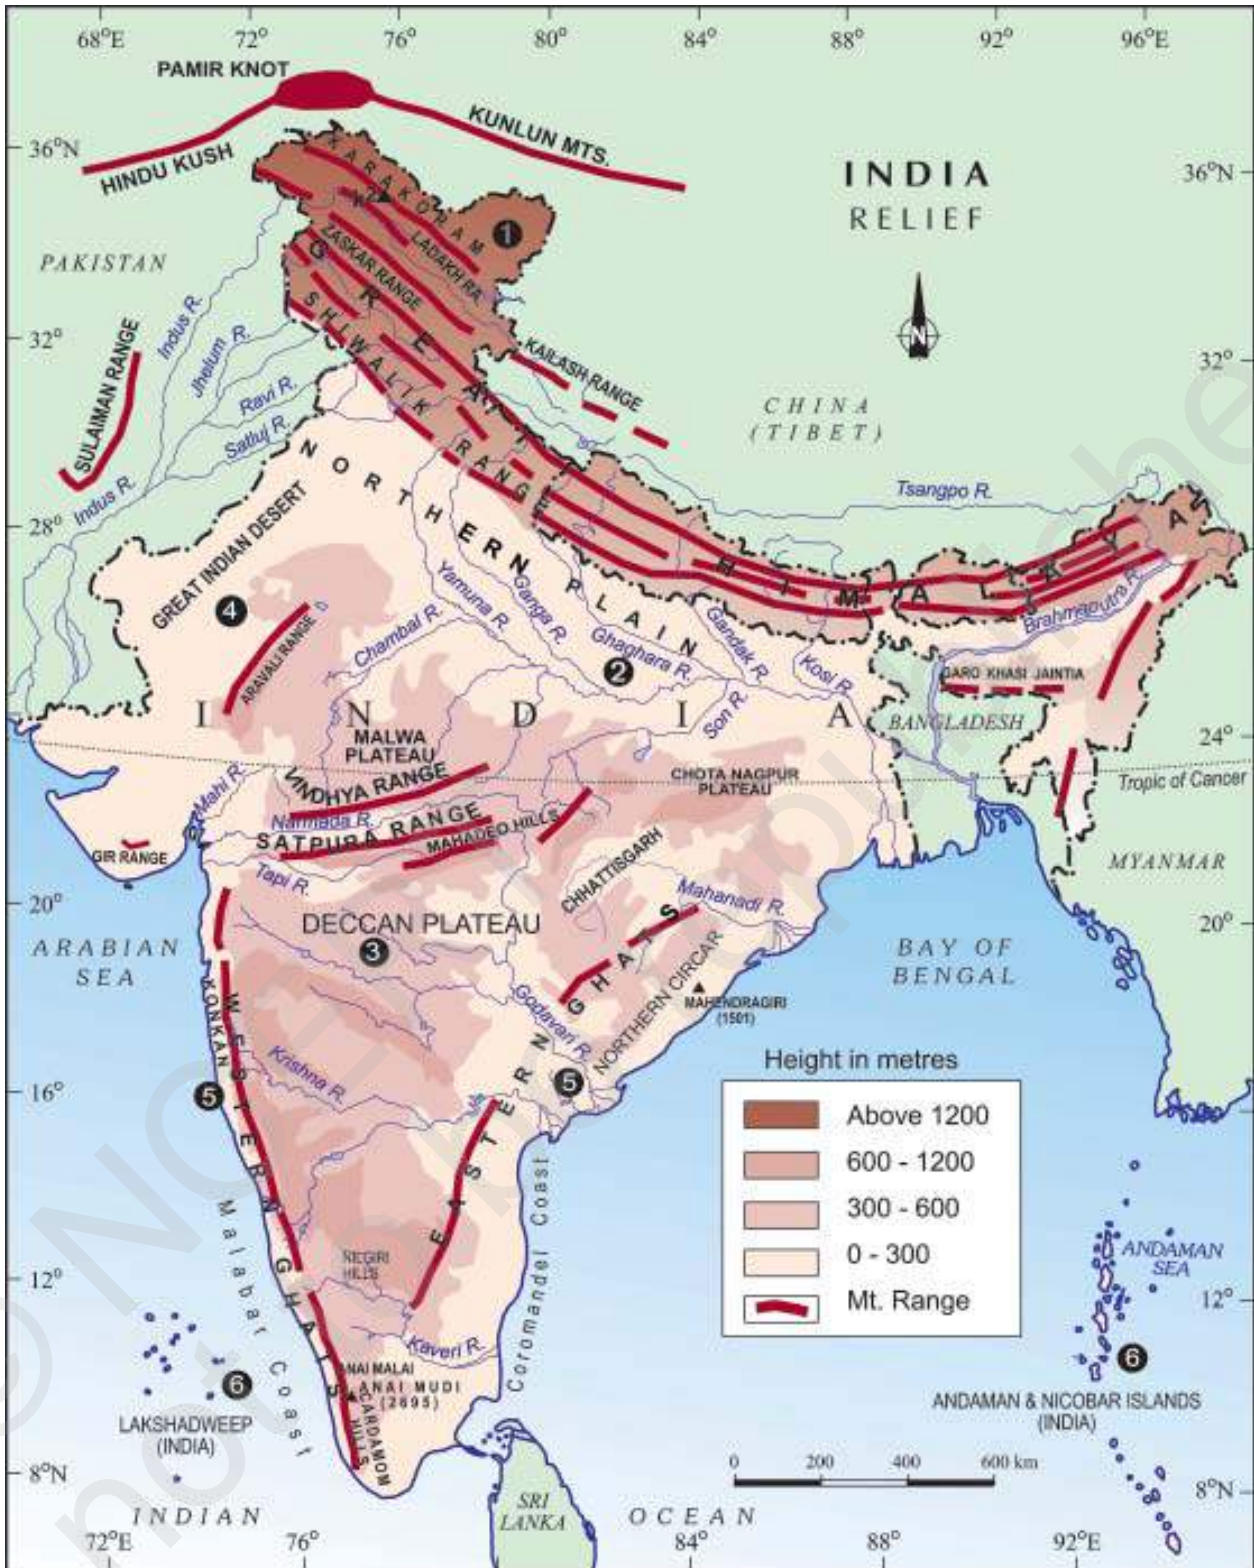 68°E 72° 76° 80° 84° 88° 92° 96°E
PAMIR KNOT
KUNLUN MTS.
HINDU KUSH
36°N
36°N
INDIA
RELIEF
KARAKORAM
K2
1
LADAKH RA.
ZASKAR RANGE
GREAT HIMALAYA
SHIWALIK RANGE
PAKISTAN
N
32°
32°
Indus R.
Jhelum R.
Ravi R.
Satluj R.
SULAIMAN RANGE
KAILASH RANGE
CHINA
(TIBET)
Indus R.
Tsangpo R.
28°
NORTHERN PLAIN
GREAT INDIAN DESERT
4
Yamuna R.
Ganga R.
Ghaghara R.
Gandak R.
Kosi R.
Brahmaputra R.
2
Chambal R.
ARAVALI RANGE
GARO KHASI JAINTIA
BANGLADESH
INDIA
Son R.
MALWA
PLATEAU
24°
Tropic of Cancer
VINDHYA RANGE
CHOTA NAGPUR
PLATEAU
Mahi R.
Narmada R.
SATPURA RANGE
MAHADEO HILLS
GIR RANGE
Tapi R.
CHHATTISGARH
Mahanadi R.
MYANMAR
20°
20°
DECCAN PLATEAU
3
ARABIAN
SEA
BAY OF
BENGAL
EASTERN GHATS
NORTHERN CIRCAR
MAHENDRAGIRI
(1501)
Godavari R.
KONKAN
WESTERN GHATS
Krishna R.
5
5
16°
Height in metres
Above 1200
600 - 1200
300 - 600
0 - 300
Mt. Range
16°
Malabar Coast
Coromandel Coast
ANDAMAN
SEA
12°
12°
HILLS
Kaveri R.
ANAI MALAI
ANAI MUDI
(2695)
CARDAMOM
HILLS
6
LAKSHADWEEP
(INDIA)
6
ANDAMAN & NICOBAR ISLANDS
(INDIA)
0 200 400 600 km
8°N
8°N
INDIAN OCEAN
SRI
LANKA
72°E 76° 84° 88° 92°E